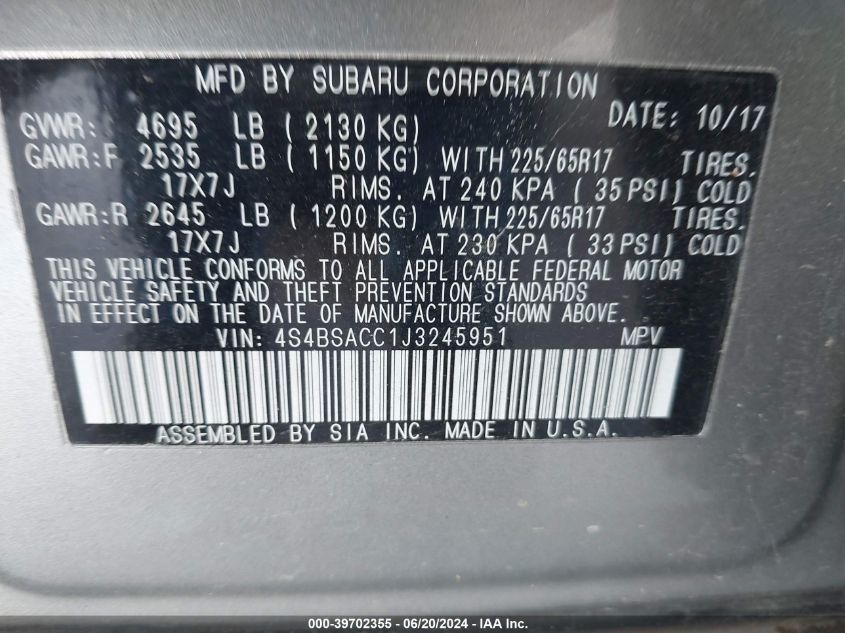 MFD BY SUBARU CORPORATION
DATE: 10/17
GVWR: 4695 LB ( 2130 KG)
GAWR:F 2535 LB ( 1150 KG) WITH 225/65R17 TIRES.
17X7J RIMS. AT 240 KPA ( 35 PSI) COLD
GAWR:R 2645 LB ( 1200 KG) WITH 225/65R17 TIRES.
17X7J RIMS. AT 230 KPA ( 33 PSI) COLD
THIS VEHICLE CONFORMS TO ALL APPLICABLE FEDERAL MOTOR
VEHICLE SAFETY AND THEFT PREVENTION STANDARDS
IN EFFECT ON THE DATE OF MANUFACTURE SHOWN ABOVE.
VIN: 4S4BSACC1J3245951 MPV
ASSEMBLED BY SIA INC. MADE IN U.S.A.
000-39702355 - 06/20/2024 - IAA Inc.